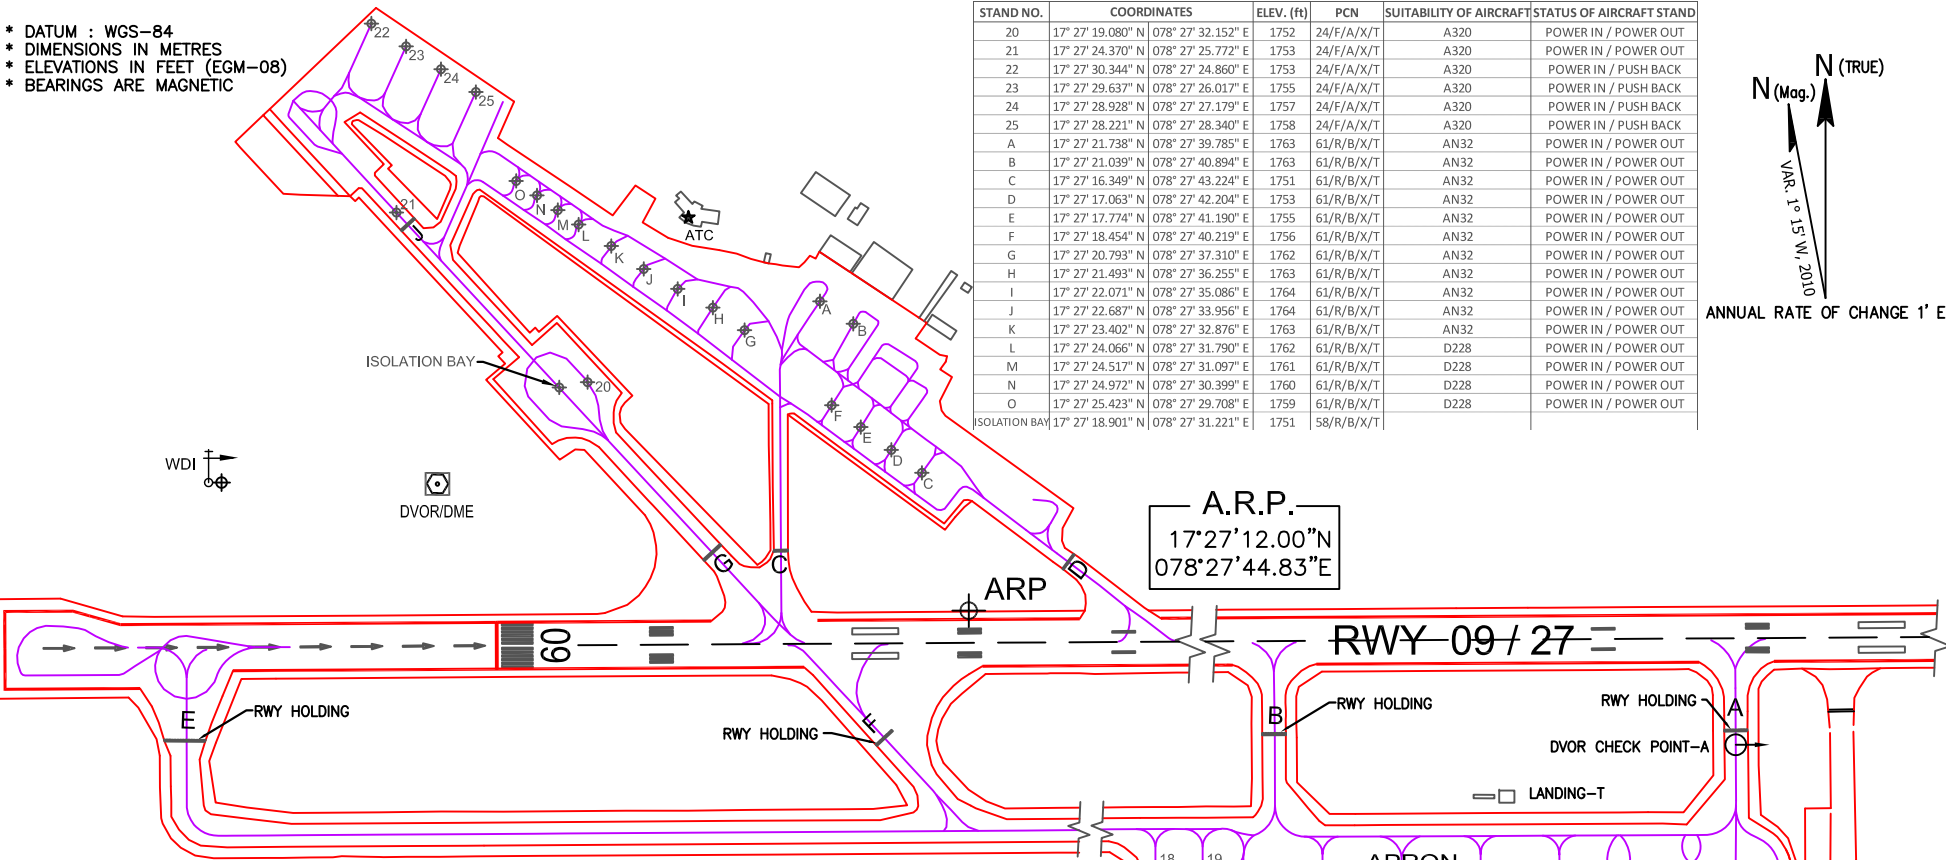 * DATUM : WGS-84
* DIMENSIONS IN METRES
* ELEVATIONS IN FEET (EGM-08)
* BEARINGS ARE MAGNETIC
STAND NO. COORDINATES ELEV. (ft) PCN SUITABILITY OF AIRCRAFT STATUS OF AIRCRAFT STAND
20 17° 27' 19.080" N 078° 27' 32.152" E 1752 24/F/A/X/T A320 POWER IN / POWER OUT
21 17° 27' 24.370" N 078° 27' 25.772" E 1753 24/F/A/X/T A320 POWER IN / POWER OUT
22 17° 27' 30.344" N 078° 27' 24.860" E 1753 24/F/A/X/T A320 POWER IN / PUSH BACK
23 17° 27' 29.637" N 078° 27' 26.017" E 1755 24/F/A/X/T A320 POWER IN / PUSH BACK
24 17° 27' 28.928" N 078° 27' 27.179" E 1757 24/F/A/X/T A320 POWER IN / PUSH BACK
25 17° 27' 28.221" N 078° 27' 28.340" E 1758 24/F/A/X/T A320 POWER IN / PUSH BACK
A 17° 27' 21.738" N 078° 27' 39.785" E 1763 61/R/B/X/T AN32 POWER IN / POWER OUT
B 17° 27' 21.039" N 078° 27' 40.894" E 1763 61/R/B/X/T AN32 POWER IN / POWER OUT
C 17° 27' 16.349" N 078° 27' 43.224" E 1751 61/R/B/X/T AN32 POWER IN / POWER OUT
D 17° 27' 17.063" N 078° 27' 42.204" E 1753 61/R/B/X/T AN32 POWER IN / POWER OUT
E 17° 27' 17.774" N 078° 27' 41.190" E 1755 61/R/B/X/T AN32 POWER IN / POWER OUT
F 17° 27' 18.454" N 078° 27' 40.219" E 1756 61/R/B/X/T AN32 POWER IN / POWER OUT
G 17° 27' 20.793" N 078° 27' 37.310" E 1762 61/R/B/X/T AN32 POWER IN / POWER OUT
H 17° 27' 21.493" N 078° 27' 36.255" E 1763 61/R/B/X/T AN32 POWER IN / POWER OUT
I 17° 27' 22.071" N 078° 27' 35.086" E 1764 61/R/B/X/T AN32 POWER IN / POWER OUT
J 17° 27' 22.687" N 078° 27' 33.956" E 1764 61/R/B/X/T AN32 POWER IN / POWER OUT
K 17° 27' 23.402" N 078° 27' 32.876" E 1763 61/R/B/X/T AN32 POWER IN / POWER OUT
L 17° 27' 24.066" N 078° 27' 31.790" E 1762 61/R/B/X/T D228 POWER IN / POWER OUT
M 17° 27' 24.517" N 078° 27' 31.097" E 1761 61/R/B/X/T D228 POWER IN / POWER OUT
N 17° 27' 24.972" N 078° 27' 30.399" E 1760 61/R/B/X/T D228 POWER IN / POWER OUT
O 17° 27' 25.423" N 078° 27' 29.708" E 1759 61/R/B/X/T D228 POWER IN / POWER OUT
ISOLATION BAY 17° 27' 18.901" N 078° 27' 31.221" E 1751 58/R/B/X/T
N (TRUE)
N (Mag.)
VAR. 1° 15' W, 2010
ANNUAL RATE OF CHANGE 1' E
22
23
24
25
21
J
O
N
M
L
K
J
I
H
G
ATC
A
B
F
E
D
C
ISOLATION BAY
20
WDI
DVOR/DME
G
C
D
A.R.P.
17°27'12.00"N
078°27'44.83"E
ARP
09
RWY 09 / 27
E
RWY HOLDING
F
RWY HOLDING
B
RWY HOLDING
A
RWY HOLDING
DVOR CHECK POINT-A
LANDING-T
18
19
APRON